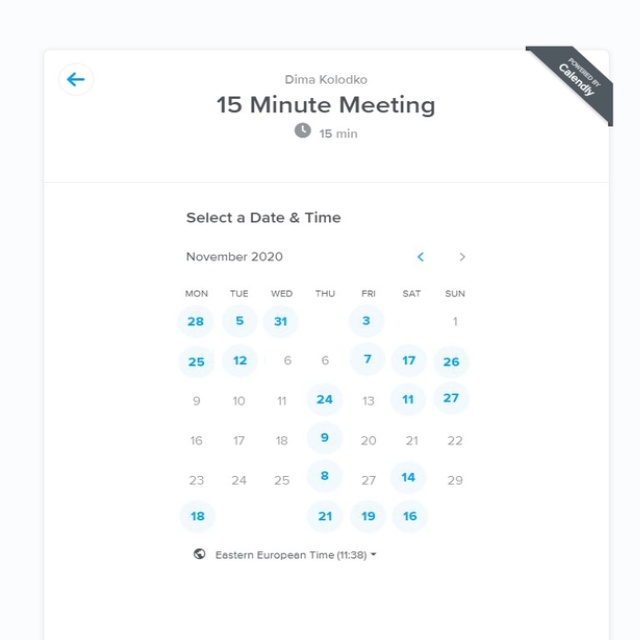 Dima Kolodko
15 Minute Meeting
15 min
POWERED BY
Calendly
Select a Date & Time
November 2020
MON TUE WED THU FRI SAT SUN
28 5 31 3 1
25 12 6 6 7 17 26
9 10 11 24 13 11 27
16 17 18 9 20 21 22
23 24 25 8 27 14 29
18 21 19 16
Eastern European Time (11:38)